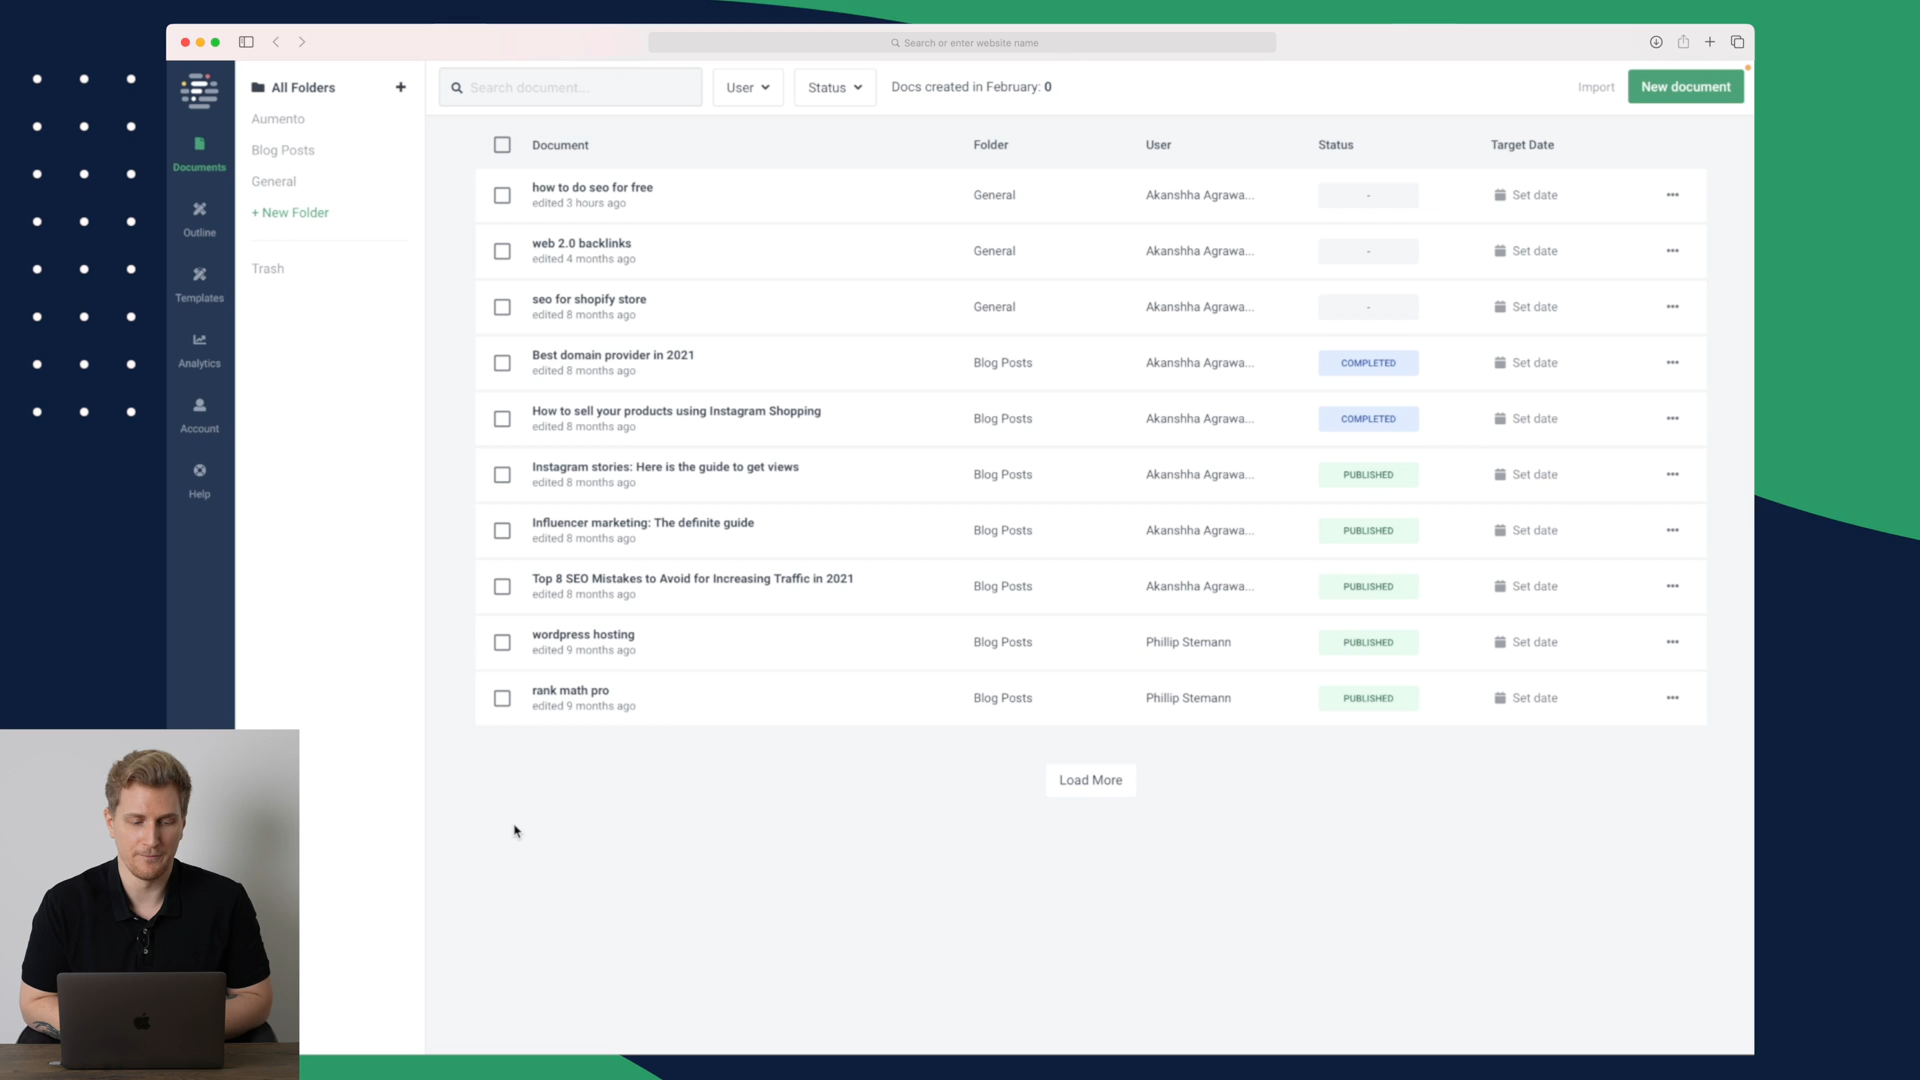 Search or enter website name
All Folders
Aumento
Blog Posts
General
+ New Folder
Trash
Documents
Outline
Templates
Analytics
Account
Help
Search document...
User
Status
Docs created in February: 0
Import
New document
Document Folder User Status Target Date
how to do seo for free
edited 3 hours ago
General Akanshha Agrawa... - Set date
web 2.0 backlinks
edited 4 months ago
General Akanshha Agrawa... - Set date
seo for shopify store
edited 8 months ago
General Akanshha Agrawa... - Set date
Best domain provider in 2021
edited 8 months ago
Blog Posts Akanshha Agrawa... COMPLETED Set date
How to sell your products using Instagram Shopping
edited 8 months ago
Blog Posts Akanshha Agrawa... COMPLETED Set date
Instagram stories: Here is the guide to get views
edited 8 months ago
Blog Posts Akanshha Agrawa... PUBLISHED Set date
Influencer marketing: The definite guide
edited 8 months ago
Blog Posts Akanshha Agrawa... PUBLISHED Set date
Top 8 SEO Mistakes to Avoid for Increasing Traffic in 2021
edited 8 months ago
Blog Posts Akanshha Agrawa... PUBLISHED Set date
wordpress hosting
edited 9 months ago
Blog Posts Phillip Stemann PUBLISHED Set date
rank math pro
edited 9 months ago
Blog Posts Phillip Stemann PUBLISHED Set date
Load More